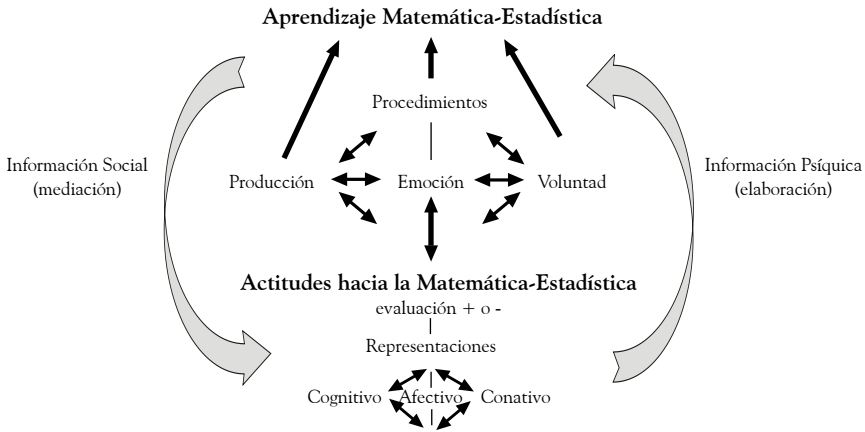 Aprendizaje Matemática-Estadística
Procedimientos
Información Social
(mediación)
Producción
Emoción
Voluntad
Información Psíquica
(elaboración)
Actitudes hacia la Matemática-Estadística
evaluación + o -
Representaciones
Cognitivo
Afectivo
Conativo